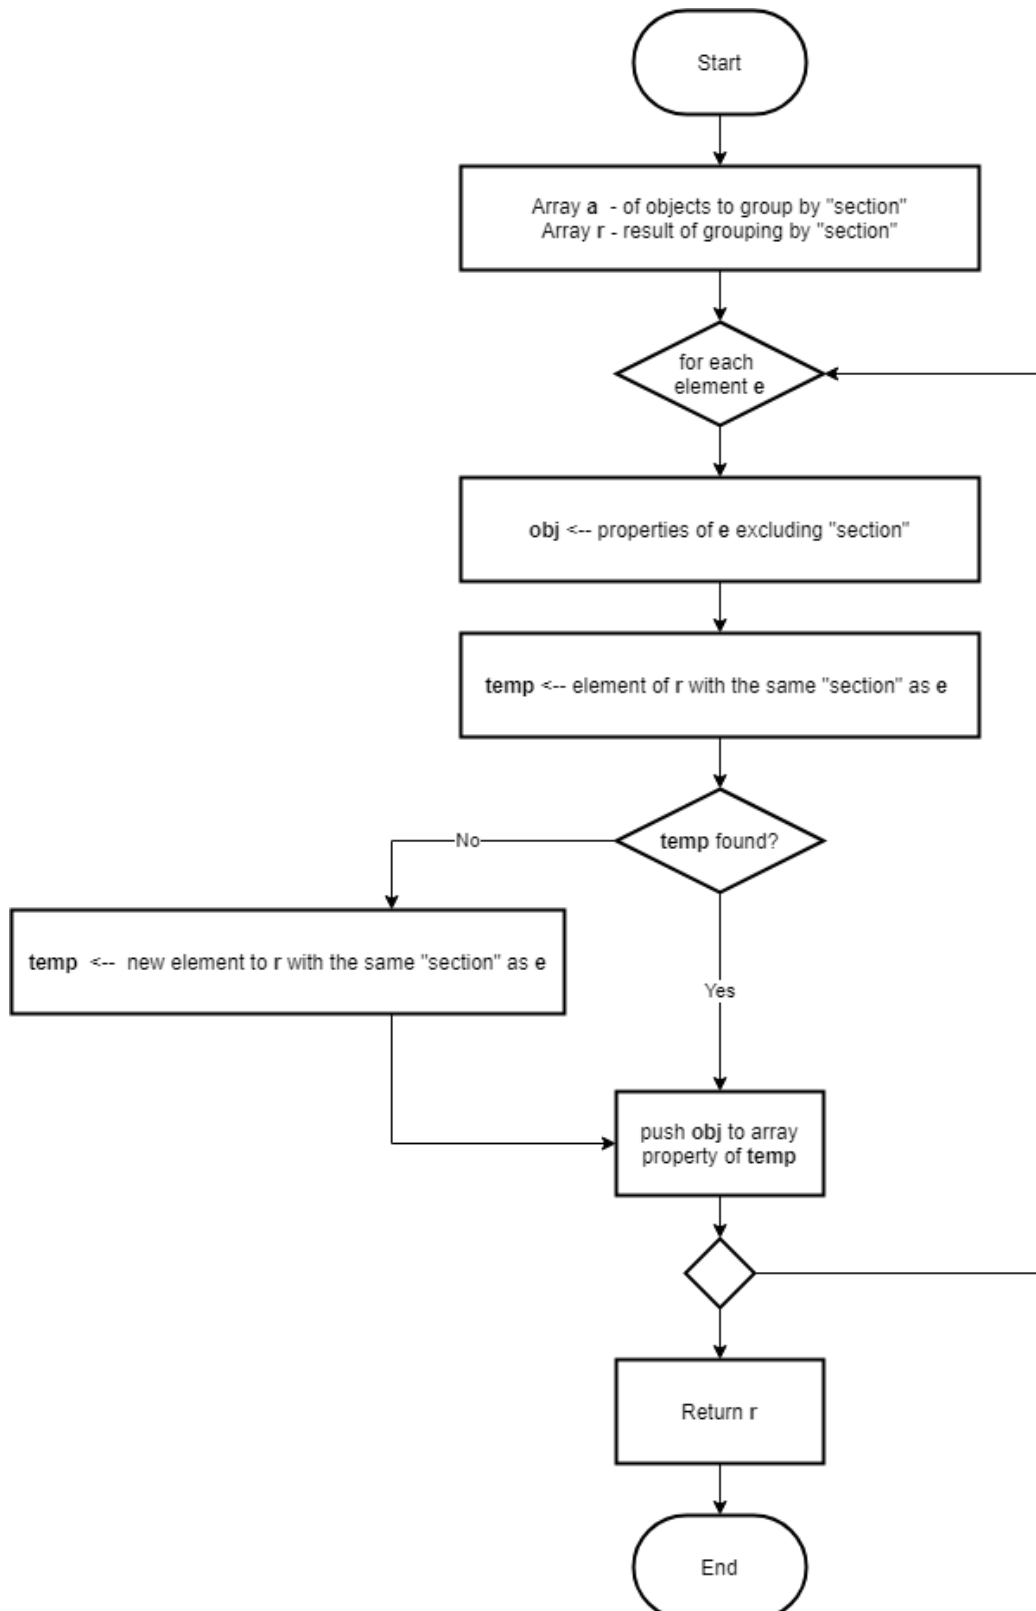 Start
Array a - of objects to group by "section"
Array r - result of grouping by "section"
for each
element e
obj <-- properties of e excluding "section"
temp <-- element of r with the same "section" as e
temp found?
No
temp <-- new element to r with the same "section" as e
Yes
push obj to array
property of temp
Return r
End